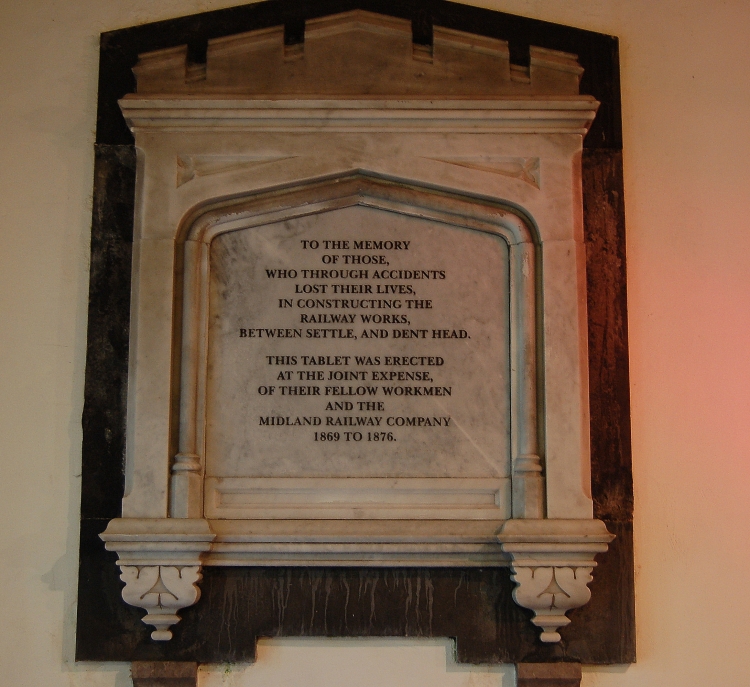 TO THE MEMORY
OF THOSE,
WHO THROUGH ACCIDENTS
LOST THEIR LIVES,
IN CONSTRUCTING THE
RAILWAY WORKS,
BETWEEN SETTLE, AND DENT HEAD.
THIS TABLET WAS ERECTED
AT THE JOINT EXPENSE,
OF THEIR FELLOW WORKMEN
AND THE
MIDLAND RAILWAY COMPANY
1869 TO 1876.